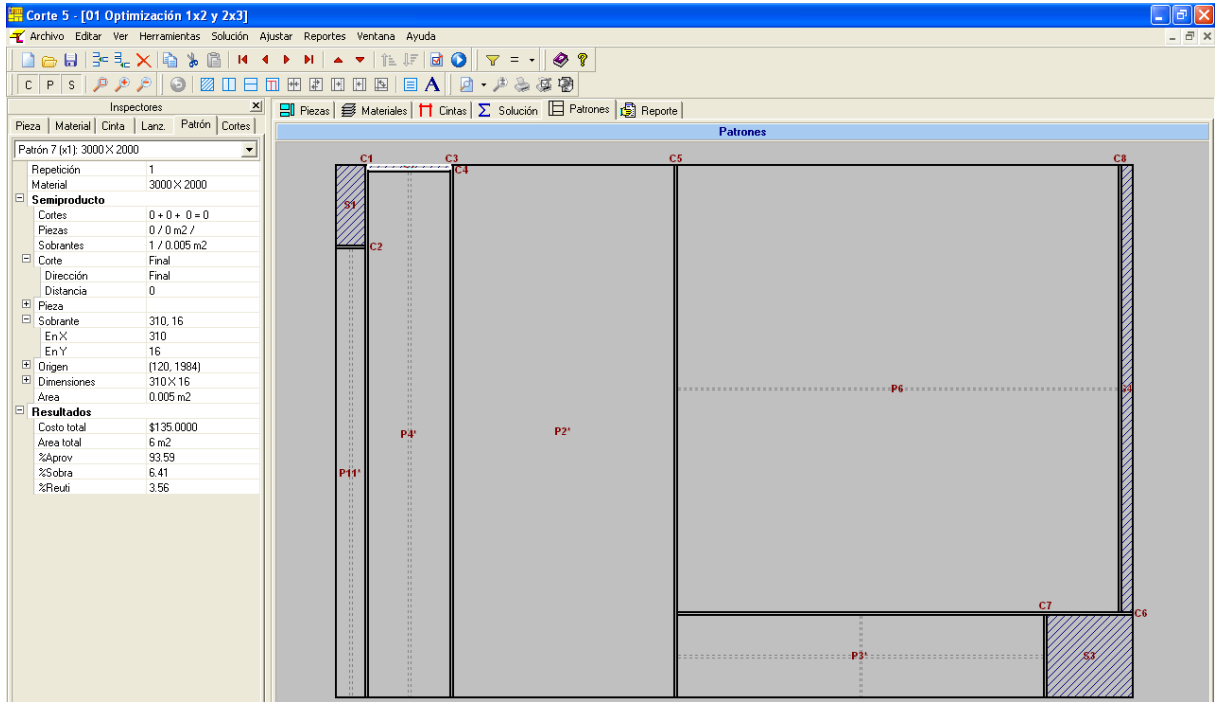 Corte 5 - [01 Optimización 1x2 y 2x3]
Archivo Editar Ver Herramientas Solución Ajustar Reportes Ventana Ayuda
C P S A
Inspectores
Pieza Material Cinta Lanz. Patrón Cortes
Patrón 7 (x1): 3000 X 2000
Repetición 1
Material 3000 X 2000
Semiproducto
Cortes 0 + 0 + 0 = 0
Piezas 0 / 0 m2 /
Sobrantes 1 / 0.005 m2
Corte Final
Dirección Final
Distancia 0
Pieza
Sobrante 310, 16
En X 310
En Y 16
Origen (120, 1984)
Dimensiones 310 X 16
Area 0.005 m2
Resultados
Costo total $135.0000
Area total 6 m2
%Aprov 93.59
%Sobra 6.41
%Reuti 3.56
Piezas Materiales Cintas Solución Patrones Reporte
Patrones
C1 C3 C5 C8
C4
S1
C2
P6
P4* P2*
P11*
C7
C6
P3* S3